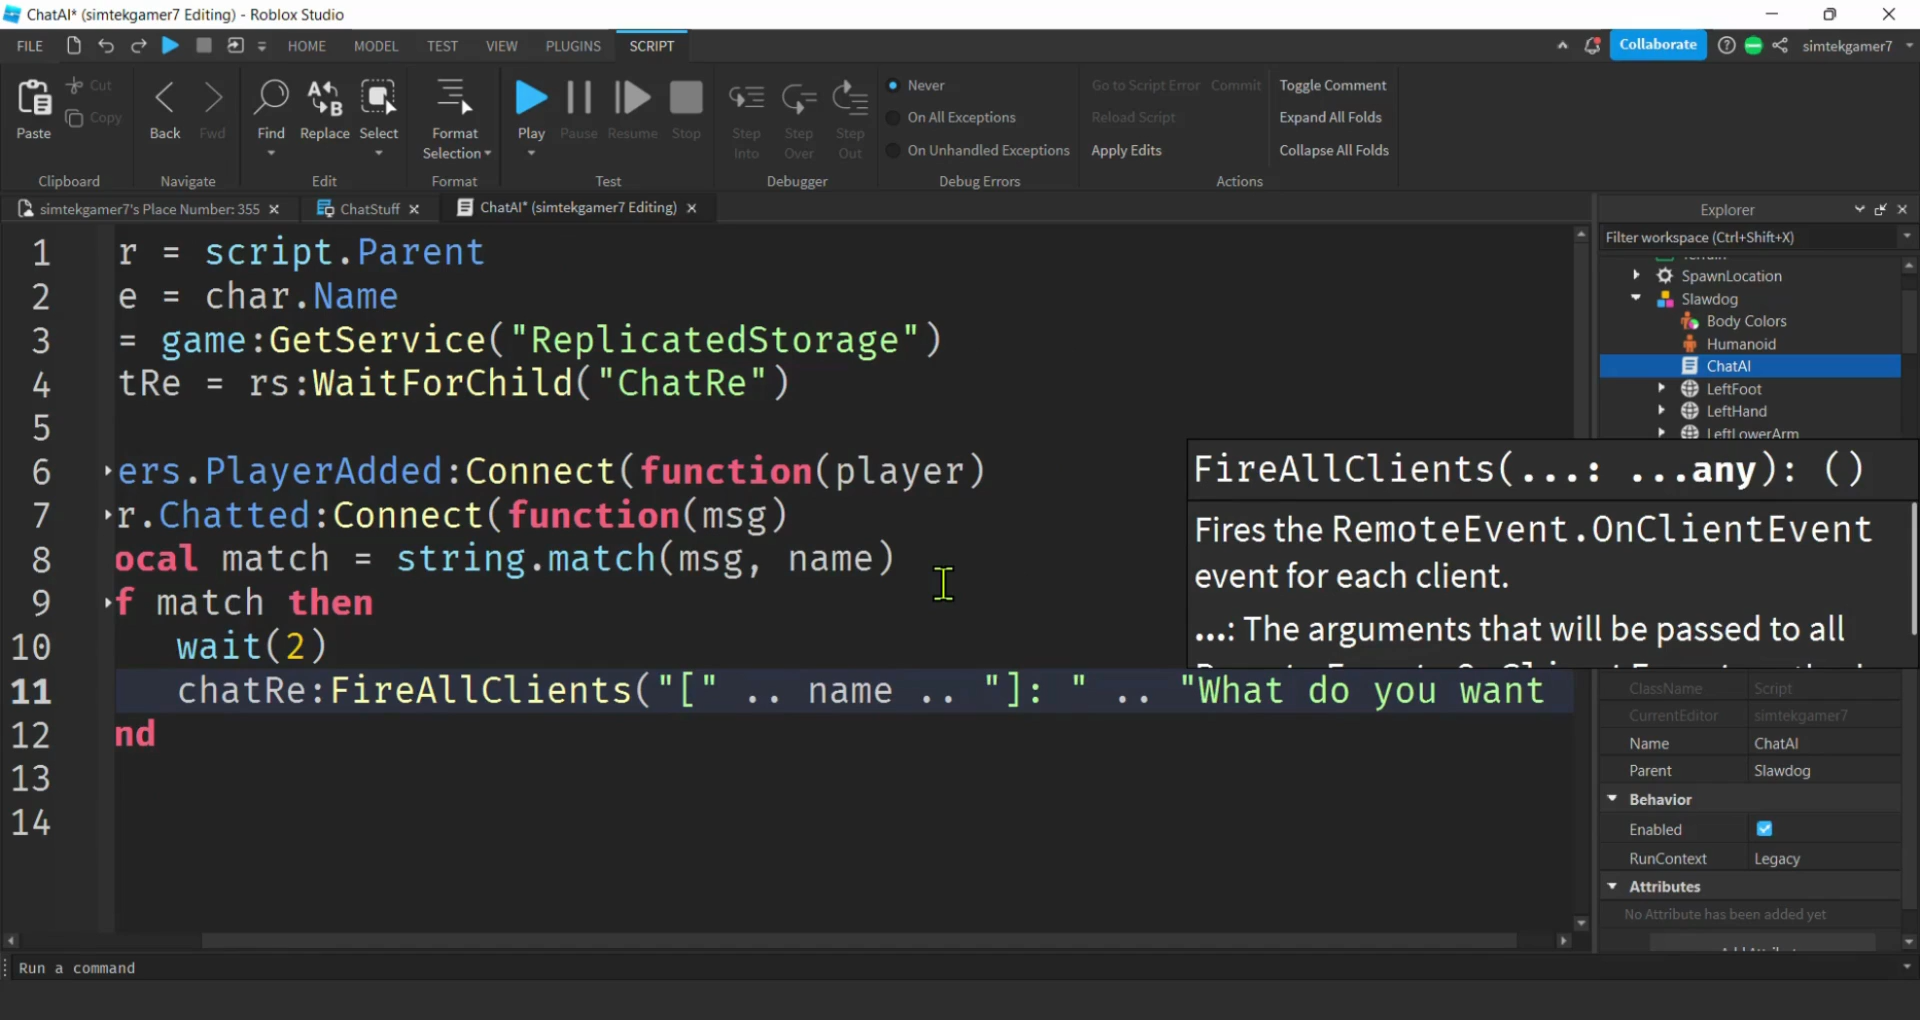 ChatAI* (simtekgamer7 Editing) - Roblox Studio
FILE HOME MODEL TEST VIEW PLUGINS SCRIPT Collaborate simtekgamer7
Paste Cut Copy
Clipboard
Back Fwd
Navigate
Find Replace Select
Edit
Format Selection
Format
Play Pause Resume Stop
Test
Step Into Step Over Step Out
Debugger
Never
On All Exceptions
On Unhandled Exceptions
Debug Errors
Go to Script Error Commit
Reload Script
Apply Edits
Toggle Comment
Expand All Folds
Collapse All Folds
Actions
simtekgamer7's Place Number: 355 ChatStuff ChatAI* (simtekgamer7 Editing)
1 r = script.Parent
2 e = char.Name
3 = game:GetService("ReplicatedStorage")
4 tRe = rs:WaitForChild("ChatRe")
5
6 ers.PlayerAdded:Connect(function(player)
7 r.Chatted:Connect(function(msg)
8 ocal match = string.match(msg, name)
9 f match then
10 wait(2)
11 chatRe:FireAllClients("[" .. name .. "]: " .. "What do you want
12 nd
13
14
FireAllClients(...: ...any): ()
Fires the RemoteEvent.OnClientEvent
event for each client.
...: The arguments that will be passed to all
Explorer
Filter workspace (Ctrl+Shift+X)
SpawnLocation
Slawdog
Body Colors
Humanoid
ChatAI
LeftFoot
LeftHand
LeftLowerArm
ClassName Script
CurrentEditor simtekgamer7
Name ChatAI
Parent Slawdog
Behavior
Enabled
RunContext Legacy
Attributes
No Attribute has been added yet
Run a command